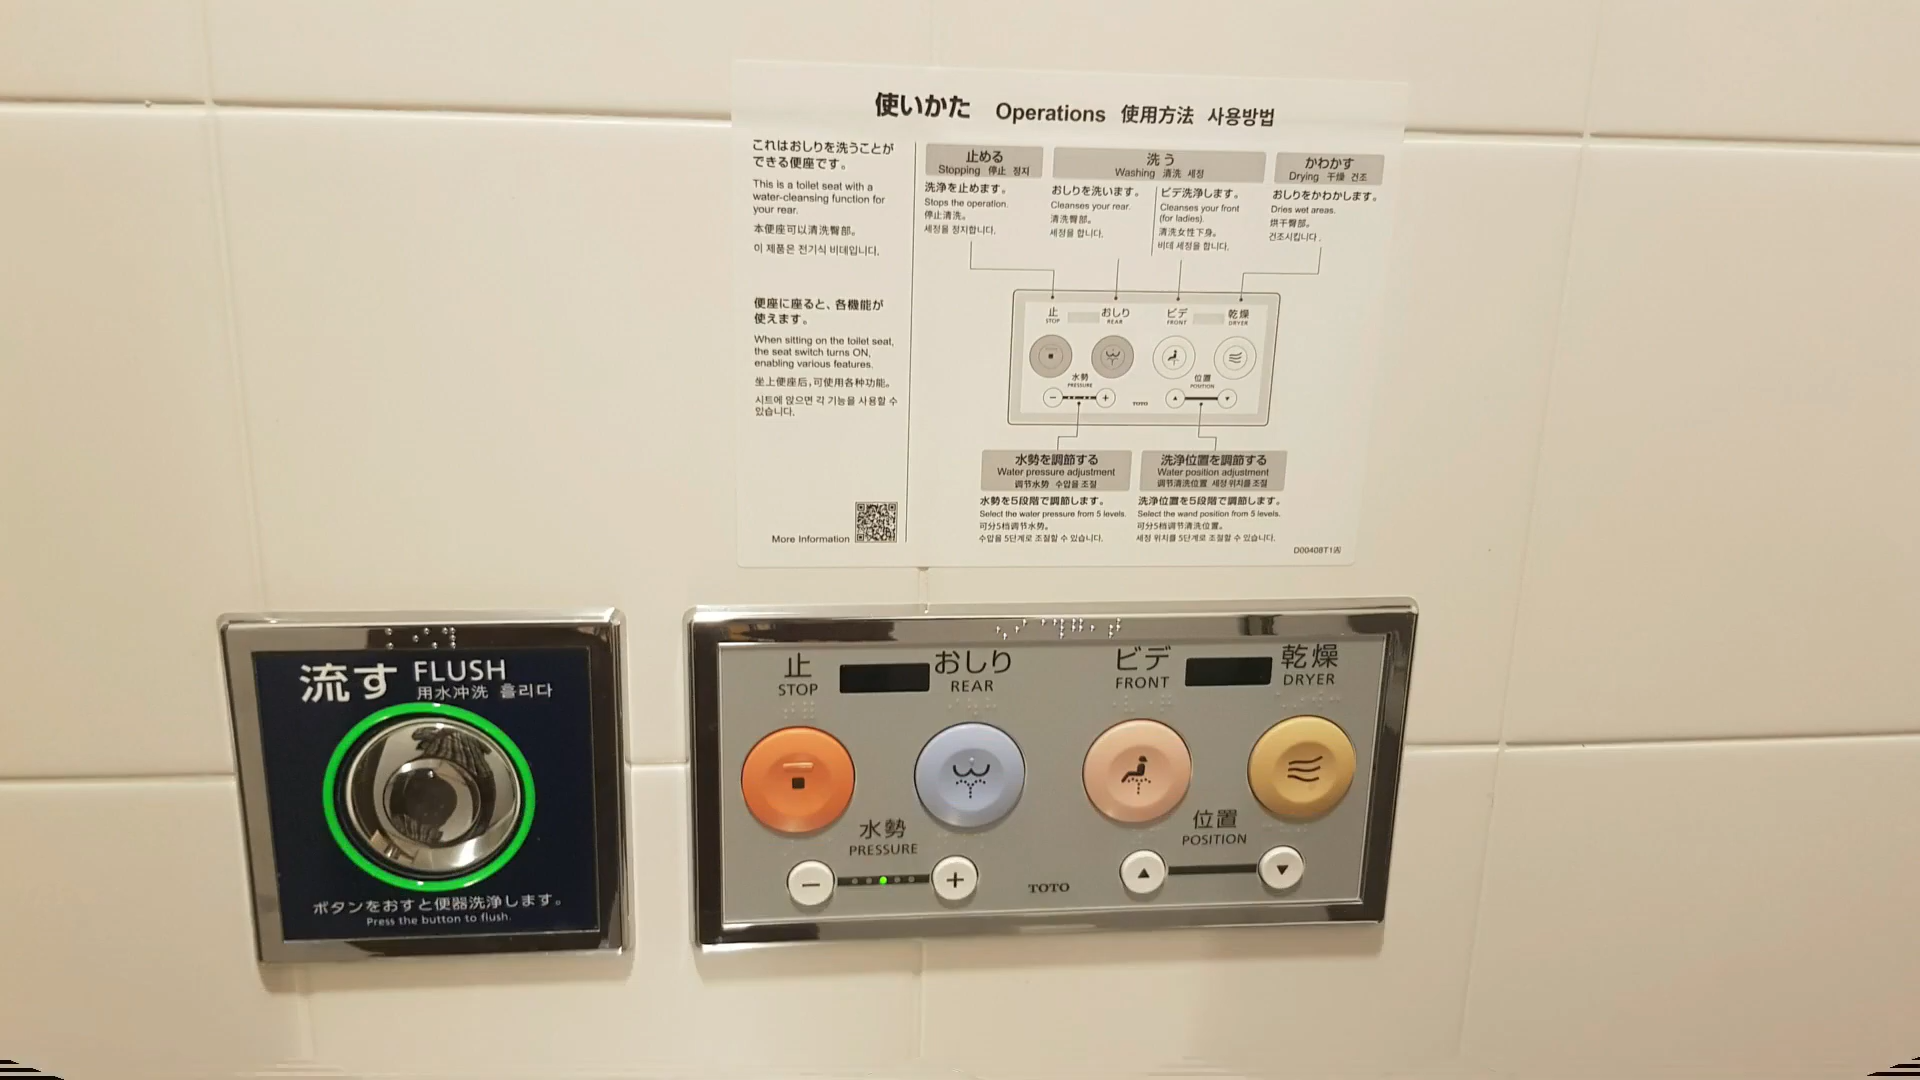 使いかた Operations 使用方法 사용방법
これはおしりを洗うことが
できる便座です。
This is a toilet seat with a
water-cleansing function for
your rear.
本便座可以清洗臀部。
이 제품은 전기식 비데입니다.
便座に座ると、各機能が
使えます。
When sitting on the toilet seat,
the seat switch turns ON,
enabling various features.
坐上便座后,可使用各种功能。
시트에 앉으면 각 기능을 사용할 수
있습니다.
More Information
止める
Stopping 停止 정지
洗浄を止めます。
Stops the operation.
停止清洗。
세정을 정지합니다.
洗う
Washing 清洗 세정
おしりを洗います。
Cleanses your rear.
清洗臀部。
세정을 합니다.
ビデ洗浄します。
Cleanses your front
(for ladies).
清洗女性下身。
비데 세정을 합니다.
かわかす
Drying 干燥 건조
おしりをかわかします。
Dries wet areas.
烘干臀部。
건조시킵니다.
止 おしり ビデ 乾燥
STOP REAR FRONT DRYER
水勢 位置
PRESSURE POSITION
− + ▲ ▼
TOTO
水勢を調節する
Water pressure adjustment
调节水势 수압을 조절
水勢を5段階で調節します。
Select the water pressure from 5 levels.
可分5档调节水势。
수압을 5단계로 조절할 수 있습니다.
洗浄位置を調節する
Water position adjustment
调节清洗位置 세정 위치를 조절
洗浄位置を5段階で調節します。
Select the wand position from 5 levels.
可分5档调节清洗位置。
세정 위치를 5단계로 조절할 수 있습니다.
流す FLUSH
用水冲洗 흘리다
ボタンをおすと便器洗浄します。
Press the button to flush.
止 おしり ビデ 乾燥
STOP REAR FRONT DRYER
水勢 位置
PRESSURE POSITION
− + ▲ ▼
TOTO